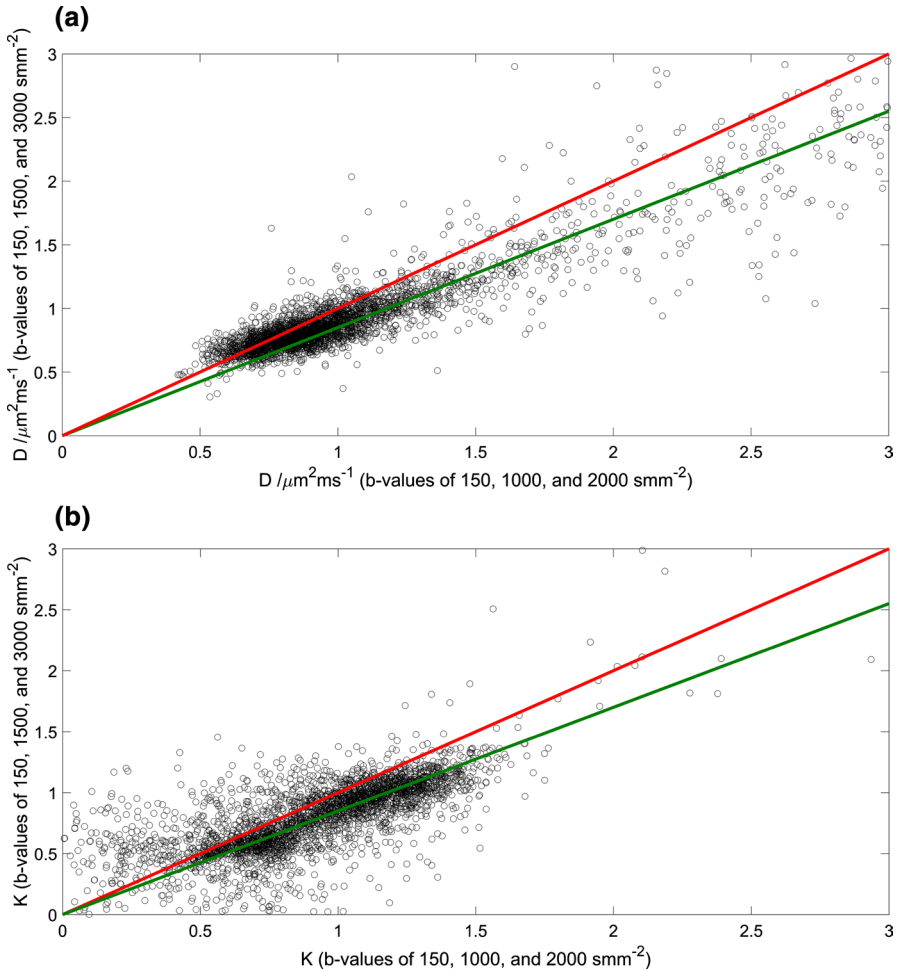 (a)
3
2.5
2
1.5
1
0.5
0
D /μm²ms⁻¹ (b-values of 150, 1500, and 3000 smm⁻²)
0 0.5 1 1.5 2 2.5 3
D /μm²ms⁻¹ (b-values of 150, 1000, and 2000 smm⁻²)
(b)
3
2.5
2
1.5
1
0.5
0
K (b-values of 150, 1500, and 3000 smm⁻²)
0 0.5 1 1.5 2 2.5 3
K (b-values of 150, 1000, and 2000 smm⁻²)